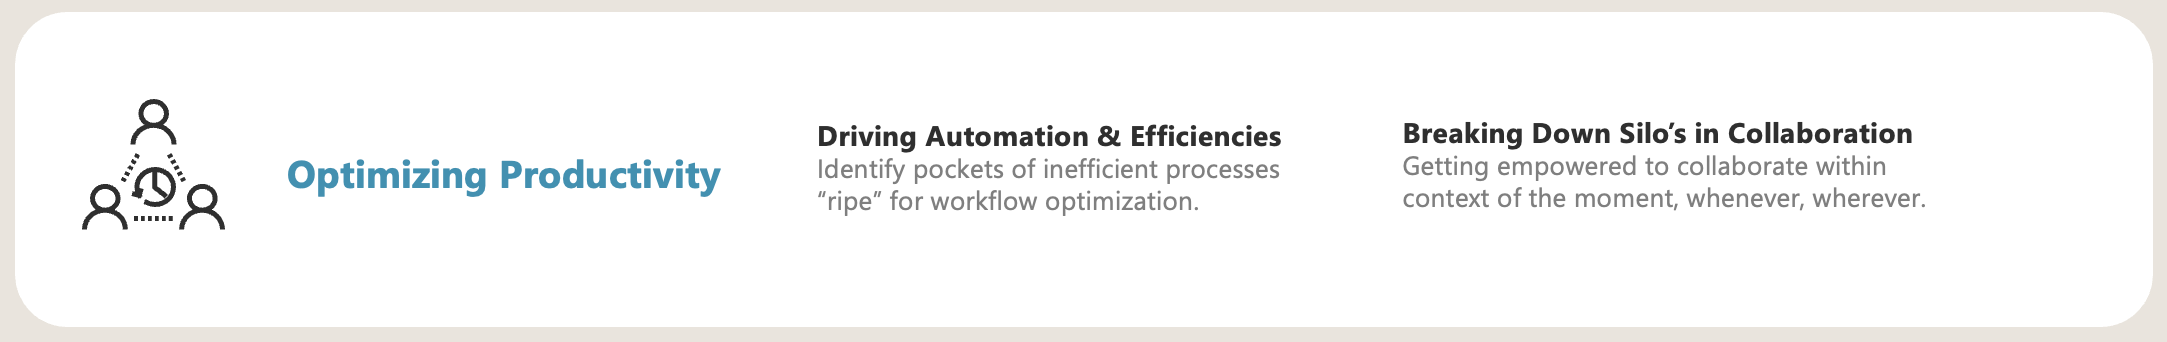 Optimizing Productivity
Driving Automation & Efficiencies
Identify pockets of inefficient processes
“ripe” for workflow optimization.
Breaking Down Silo’s in Collaboration
Getting empowered to collaborate within
context of the moment, whenever, wherever.